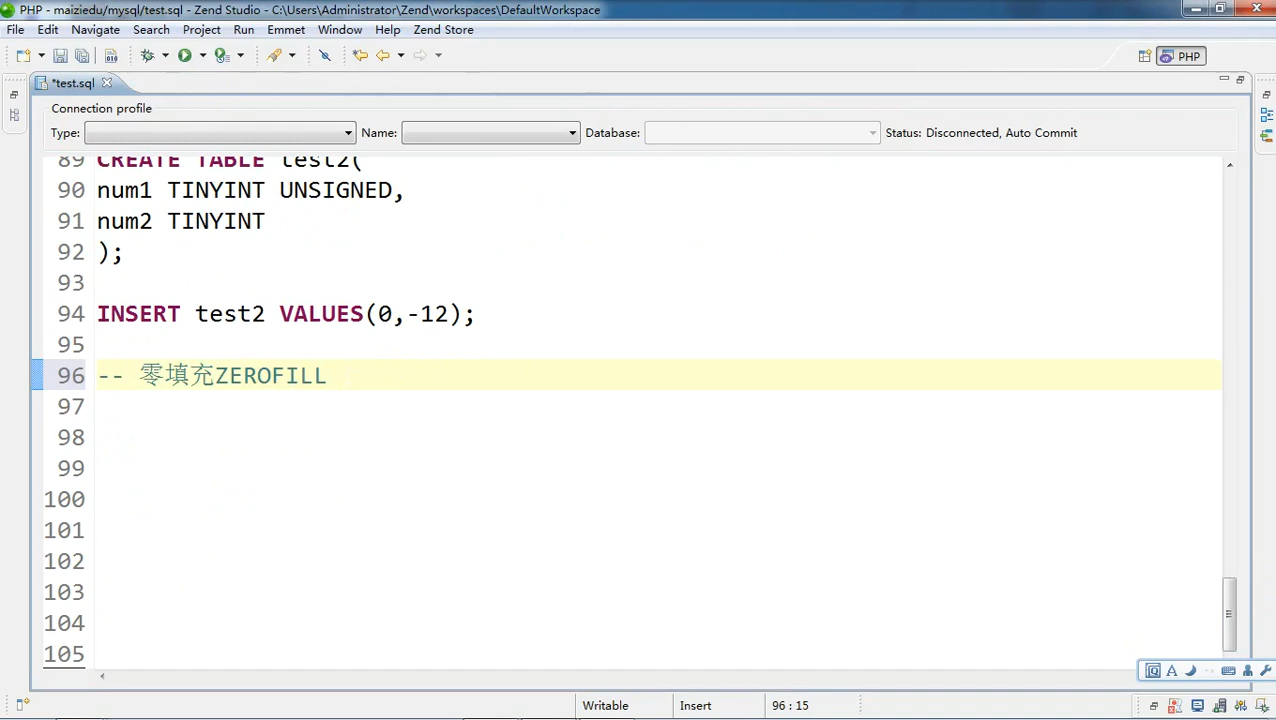 PHP - maiziedu/mysql/test.sql - Zend Studio - C:\Users\Administrator\Zend\workspaces\DefaultWorkspace
File Edit Navigate Search Project Run Emmet Window Help Zend Store
PHP
*test.sql
Connection profile
Type: Name: Database: Status: Disconnected, Auto Commit
89 CREATE TABLE test2(
90 num1 TINYINT UNSIGNED,
91 num2 TINYINT
92 );
93
94 INSERT test2 VALUES(0,-12);
95
96 -- 零填充ZEROFILL
97
98
99
100
101
102
103
104
105
Writable Insert 96 : 15